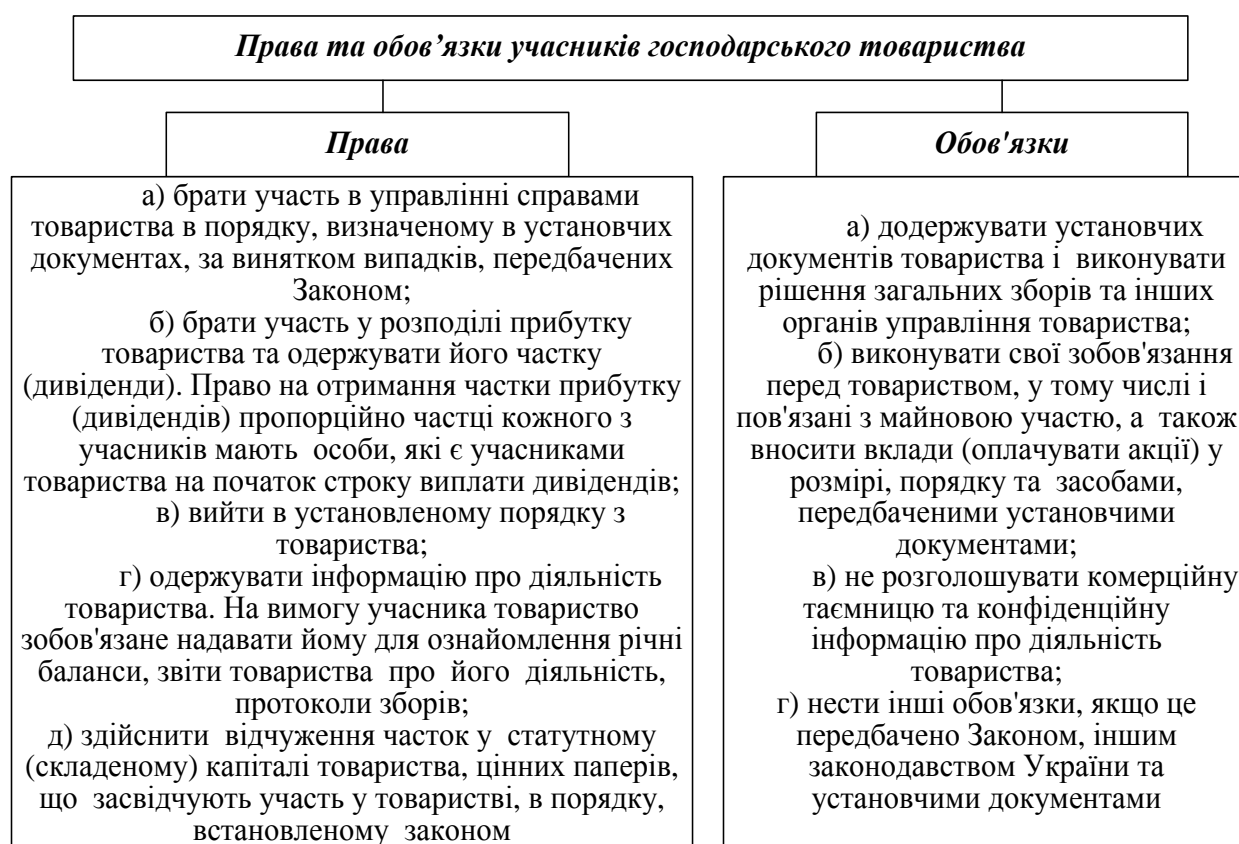 Права та обов’язки учасників господарського товариства
Права
а) брати участь в управлінні справами
товариства в порядку, визначеному в установчих
документах, за винятком випадків, передбачених
Законом;
б) брати участь у розподілі прибутку
товариства та одержувати його частку
(дивіденди). Право на отримання частки прибутку
(дивідендів) пропорційно частці кожного з
учасників мають особи, які є учасниками
товариства на початок строку виплати дивідендів;
в) вийти в установленому порядку з
товариства;
г) одержувати інформацію про діяльність
товариства. На вимогу учасника товариство
зобов'язане надавати йому для ознайомлення річні
баланси, звіти товариства про його діяльність,
протоколи зборів;
д) здійснити відчуження часток у статутному
(складеному) капіталі товариства, цінних паперів,
що засвідчують участь у товаристві, в порядку,
встановленому законом
Обов'язки
а) додержувати установчих
документів товариства і виконувати
рішення загальних зборів та інших
органів управління товариства;
б) виконувати свої зобов'язання
перед товариством, у тому числі і
пов'язані з майновою участю, а також
вносити вклади (оплачувати акції) у
розмірі, порядку та засобами,
передбаченими установчими
документами;
в) не розголошувати комерційну
таємницю та конфіденційну
інформацію про діяльність
товариства;
г) нести інші обов'язки, якщо це
передбачено Законом, іншим
законодавством України та
установчими документами